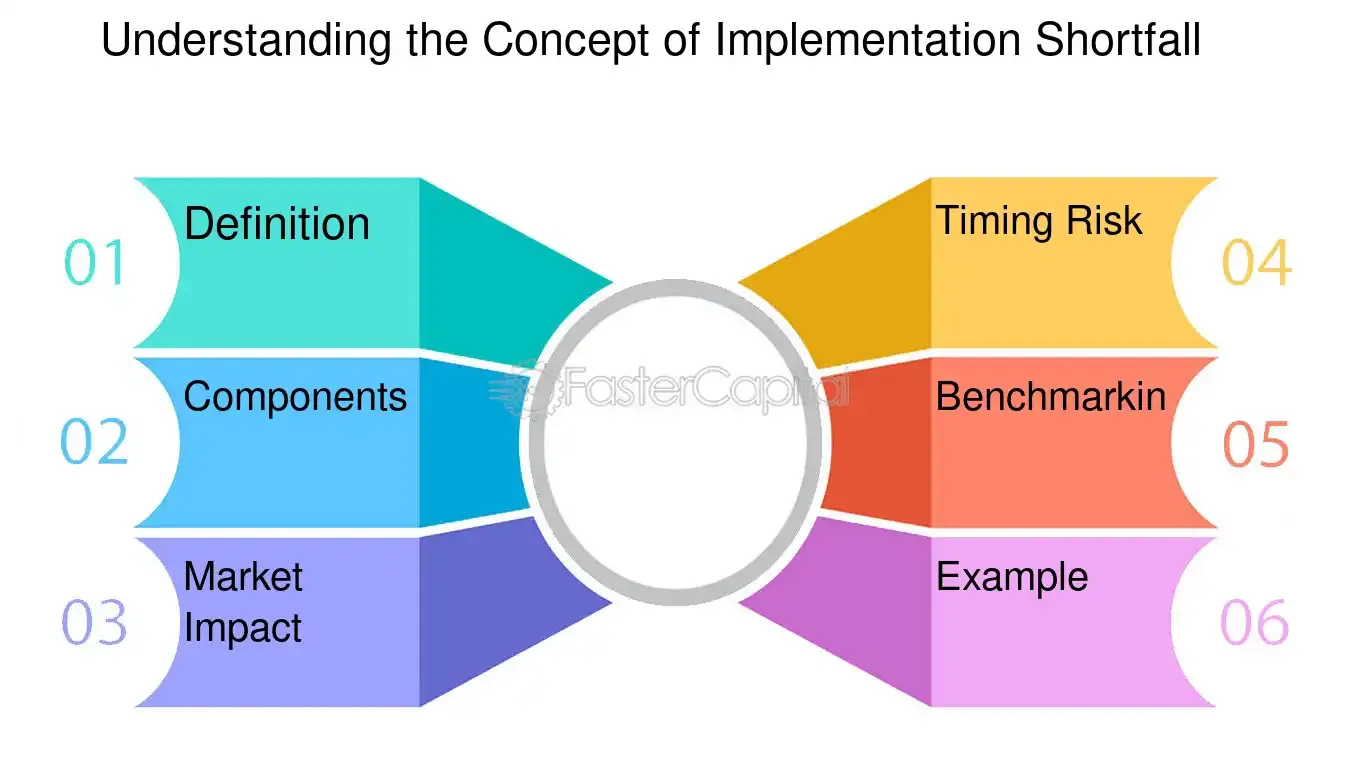 Understanding the Concept of Implementation Shortfall
01
Definition
02
Components
03
Market
Impact
Timing Risk
04
Benchmarkin
05
Example
06
FasterCapital